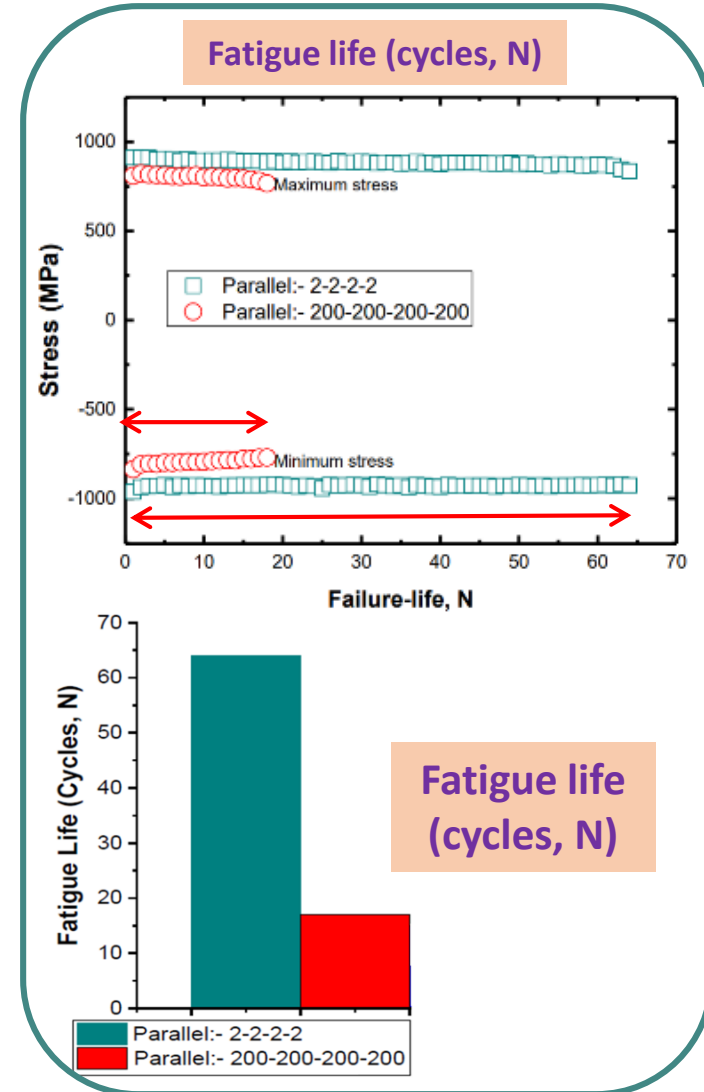 Fatigue life (cycles, N)
1000
500
0
-500
-1000
Stress (MPa)
Maximum stress
Parallel:- 2-2-2-2
Parallel:- 200-200-200-200
Minimum stress
0 10 20 30 40 50 60 70
Failure-life, N
70
60
50
40
30
20
10
0
Fatigue Life (Cycles, N)
Fatigue life
(cycles, N)
Parallel:- 2-2-2-2
Parallel:- 200-200-200-200